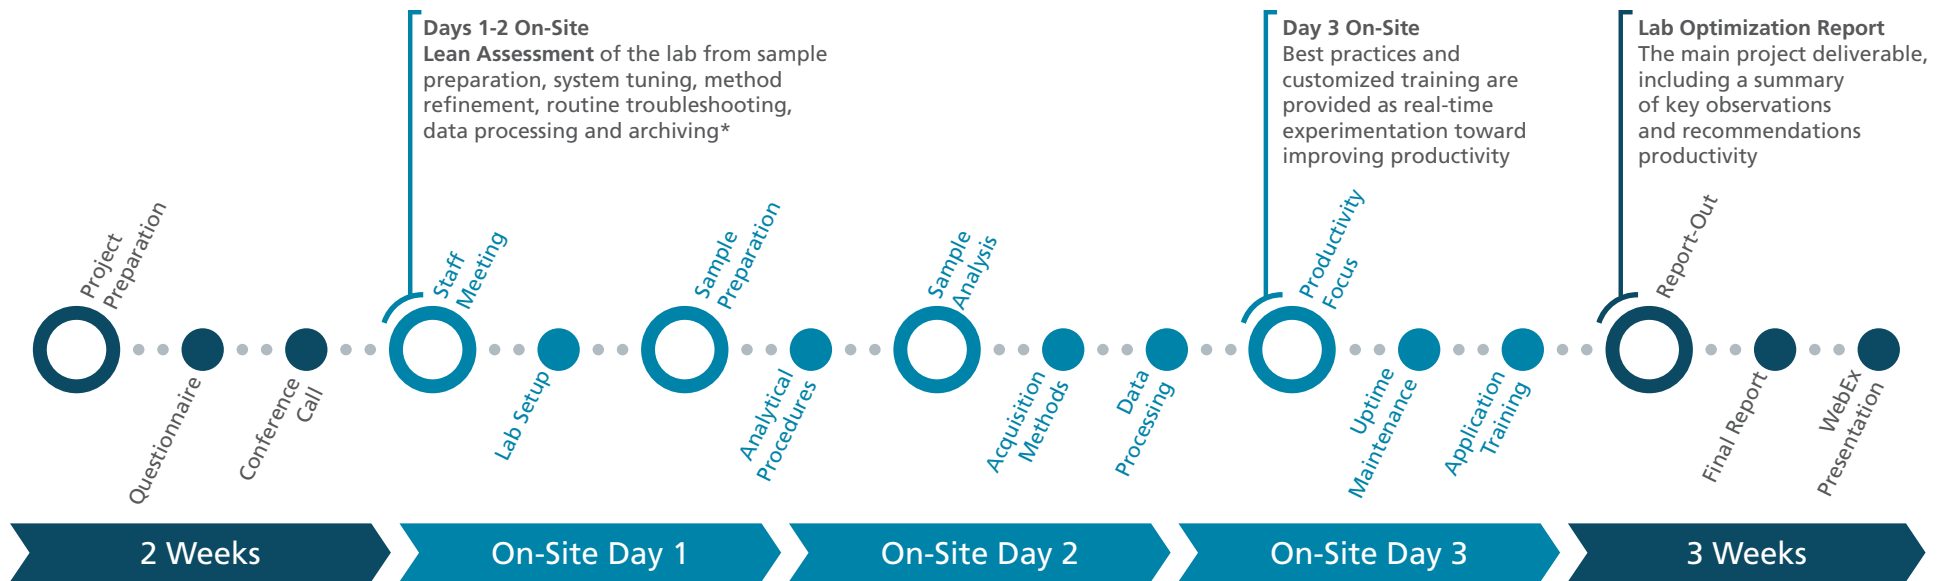 Days 1-2 On-Site
Lean Assessment of the lab from sample
preparation, system tuning, method
refinement, routine troubleshooting,
data processing and archiving*
Day 3 On-Site
Best practices and
customized training are
provided as real-time
experimentation toward
improving productivity
Lab Optimization Report
The main project deliverable,
including a summary
of key observations
and recommendations
productivity
Project
Preparation
Questionnaire
Conference
Call
Staff
Meeting
Lab Setup
Sample
Preparation
Analytical
Procedures
Sample
Analysis
Acquisition
Methods
Data
Processing
Productivity
Focus
Uptime
Maintenance
Application
Training
Report-Out
Final Report
WebEx
Presentation
2 Weeks
On-Site Day 1
On-Site Day 2
On-Site Day 3
3 Weeks